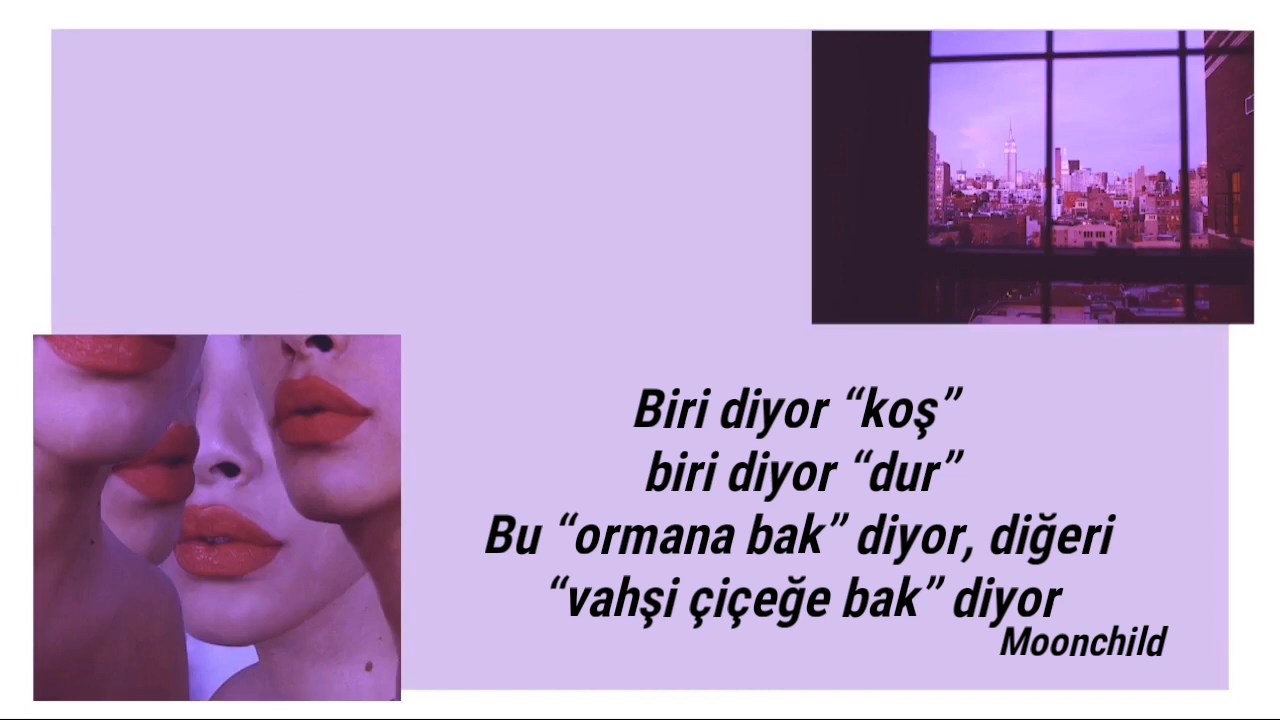 Biri diyor “koş”
biri diyor “dur”
Bu “ormana bak” diyor, diğeri
“vahşi çiçeğe bak” diyor
Moonchild